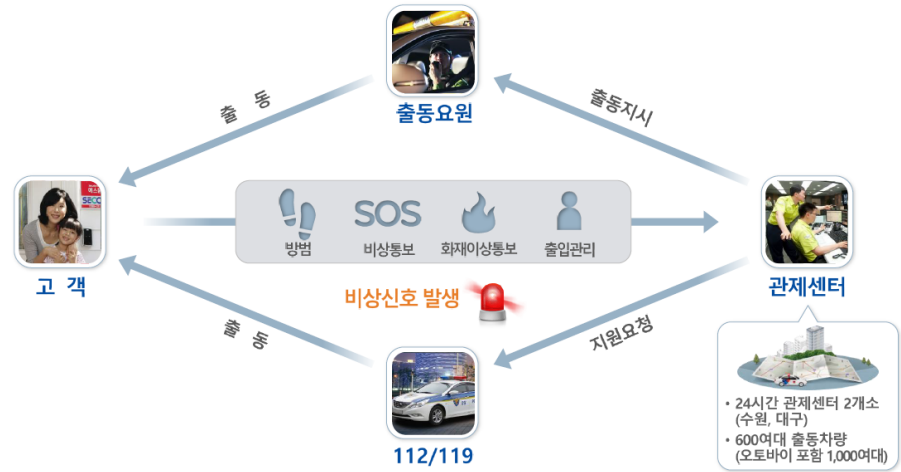 출동요원
출 동
출동지시
SECO
방범
SOS
비상통보
화재이상통보
출입관리
고 객
관제센터
비상신호 발생
출 동
지원요청
112/119
• 24시간 관제센터 2개소
(수원, 대구)
• 600여대 출동차량
(오토바이 포함 1,000여대)